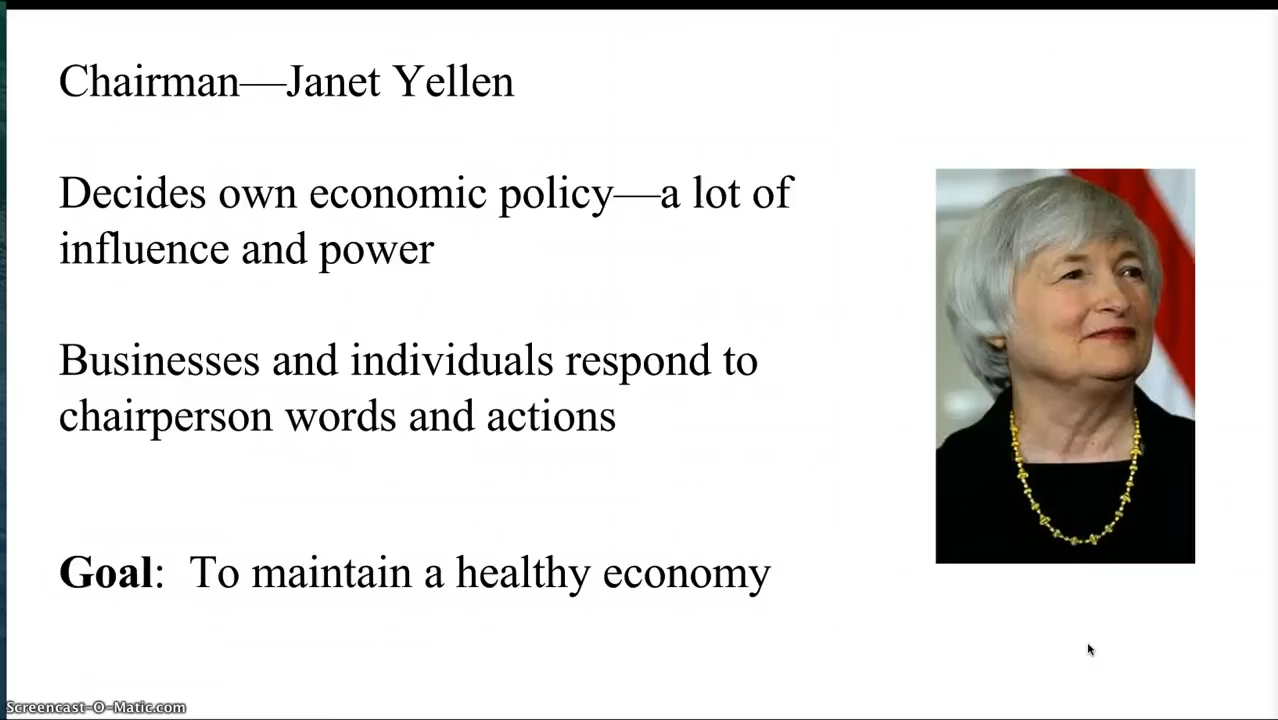 Chairman—Janet Yellen
Decides own economic policy—a lot of
influence and power
Businesses and individuals respond to
chairperson words and actions
Goal:  To maintain a healthy economy
Screencast-O-Matic.com